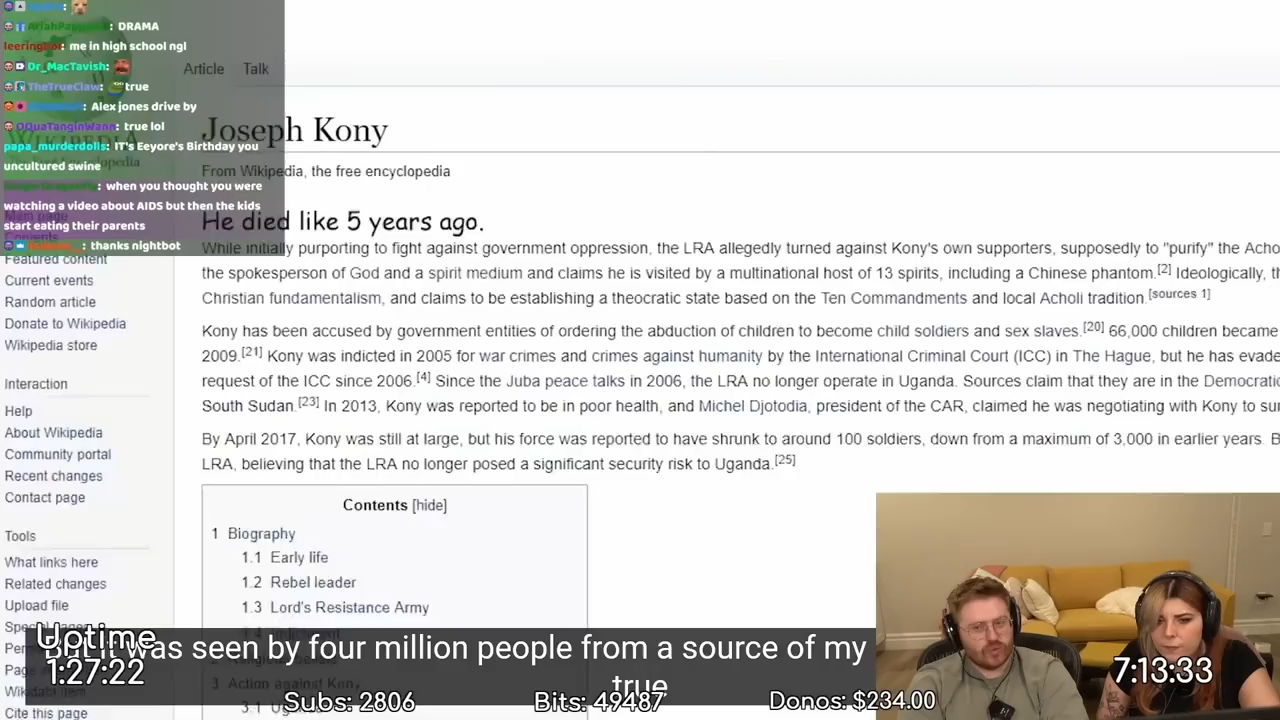 AriahPap: DRAMA
leerington: me in high school ngl
Dr_MacTavish:
TheTrueClaw: true
: Alex jones drive by
OQuaTanginWann: true lol
papa_murderdolls: IT's Eeyore's Birthday you
uncultured swine
: when you thought you were
watching a video about AIDS but then the kids
start eating their parents
: thanks nightbot
Article Talk
Joseph Kony
From Wikipedia, the free encyclopedia
He died like 5 years ago.
While initially purporting to fight against government oppression, the LRA allegedly turned against Kony's own supporters, supposedly to "purify" the Acho
the spokesperson of God and a spirit medium and claims he is visited by a multinational host of 13 spirits, including a Chinese phantom.[2] Ideologically, th
Christian fundamentalism, and claims to be establishing a theocratic state based on the Ten Commandments and local Acholi tradition.[sources 1]
Kony has been accused by government entities of ordering the abduction of children to become child soldiers and sex slaves.[20] 66,000 children became
2009.[21] Kony was indicted in 2005 for war crimes and crimes against humanity by the International Criminal Court (ICC) in The Hague, but he has evade
request of the ICC since 2006.[4] Since the Juba peace talks in 2006, the LRA no longer operate in Uganda. Sources claim that they are in the Democratic
South Sudan.[23] In 2013, Kony was reported to be in poor health, and Michel Djotodia, president of the CAR, claimed he was negotiating with Kony to sur
By April 2017, Kony was still at large, but his force was reported to have shrunk to around 100 soldiers, down from a maximum of 3,000 in earlier years. B
LRA, believing that the LRA no longer posed a significant security risk to Uganda.[25]
Contents [hide]
1 Biography
1.1 Early life
1.2 Rebel leader
1.3 Lord's Resistance Army
3 Action against Kony
3.1
Main page
Featured content
Current events
Random article
Donate to Wikipedia
Wikipedia store
Interaction
Help
About Wikipedia
Community portal
Recent changes
Contact page
Tools
What links here
Related changes
Upload file
Wikidata item
Cite this page
But it was seen by four million people from a source of my
true
Uptime
1:27:22
Subs: 2806
Bits: 49487
Donos: $234.00
7:13:33